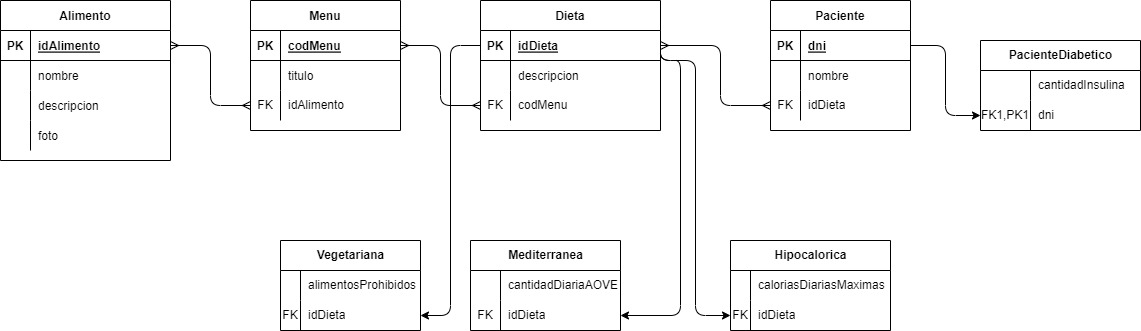 Alimento
PK idAlimento
nombre
descripcion
foto
Menu
PK codMenu
titulo
FK idAlimento
Dieta
PK idDieta
descripcion
FK codMenu
Paciente
PK dni
nombre
FK idDieta
PacienteDiabetico
cantidadInsulina
FK1,PK1 dni
Vegetariana
alimentosProhibidos
FK idDieta
Mediterranea
cantidadDiariaAOVE
FK idDieta
Hipocalorica
caloriasDiariasMaximas
FK idDieta